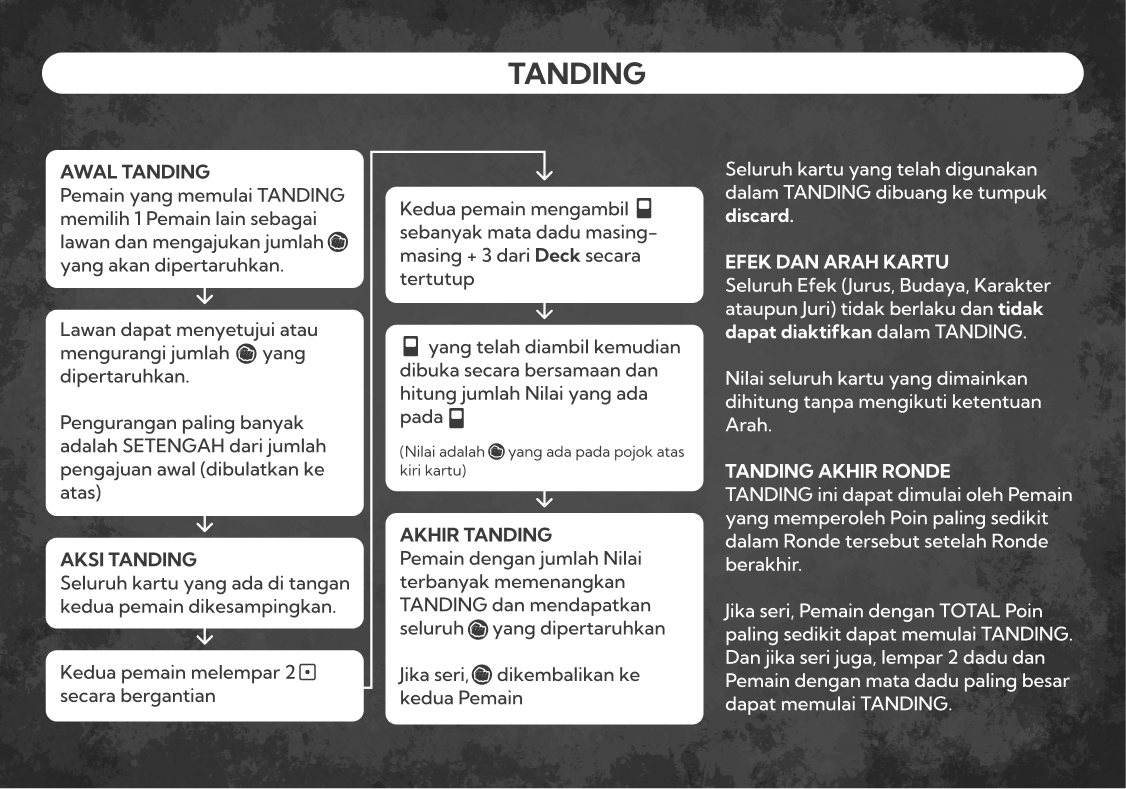 TANDING
AWAL TANDING
Pemain yang memulai TANDING
memilih 1 Pemain lain sebagai
lawan dan mengajukan jumlah
yang akan dipertaruhkan.
Lawan dapat menyetujui atau
mengurangi jumlah yang
dipertaruhkan.
Pengurangan paling banyak
adalah SETENGAH dari jumlah
pengajuan awal (dibulatkan ke
atas)
AKSI TANDING
Seluruh kartu yang ada di tangan
kedua pemain dikesampingkan.
Kedua pemain melempar 2
secara bergantian
Kedua pemain mengambil
sebanyak mata dadu masing-
masing + 3 dari Deck secara
tertutup
yang telah diambil kemudian
dibuka secara bersamaan dan
hitung jumlah Nilai yang ada
pada
(Nilai adalah yang ada pada pojok atas
kiri kartu)
AKHIR TANDING
Pemain dengan jumlah Nilai
terbanyak memenangkan
TANDING dan mendapatkan
seluruh yang dipertaruhkan
Jika seri, dikembalikan ke
kedua Pemain
Seluruh kartu yang telah digunakan
dalam TANDING dibuang ke tumpuk
discard.
EFEK DAN ARAH KARTU
Seluruh Efek (Jurus, Budaya, Karakter
ataupun Juri) tidak berlaku dan tidak
dapat diaktifkan dalam TANDING.
Nilai seluruh kartu yang dimainkan
dihitung tanpa mengikuti ketentuan
Arah.
TANDING AKHIR RONDE
TANDING ini dapat dimulai oleh Pemain
yang memperoleh Poin paling sedikit
dalam Ronde tersebut setelah Ronde
berakhir.
Jika seri, Pemain dengan TOTAL Poin
paling sedikit dapat memulai TANDING.
Dan jika seri juga, lempar 2 dadu dan
Pemain dengan mata dadu paling besar
dapat memulai TANDING.